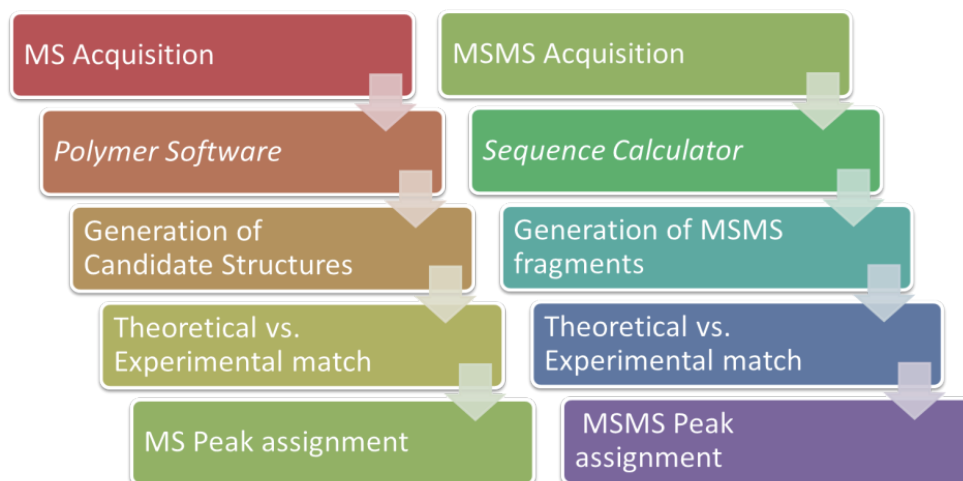 MS Acquisition
Polymer Software
Generation of
Candidate Structures
Theoretical vs.
Experimental match
MS Peak assignment
MSMS Acquisition
Sequence Calculator
Generation of MSMS
fragments
Theoretical vs.
Experimental match
MSMS Peak
assignment